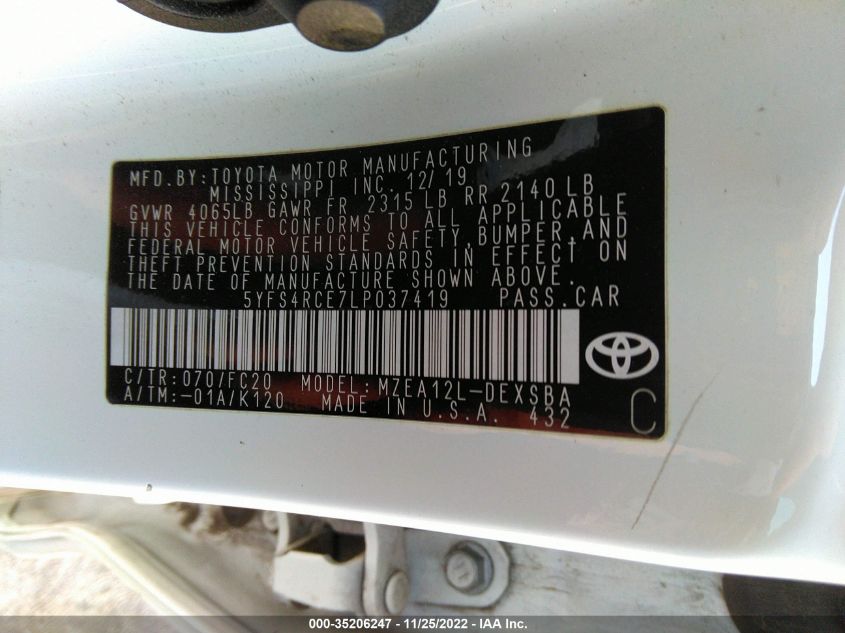 MFD.BY:TOYOTA MOTOR MANUFACTURING
MISSISSIPPI INC. 12/19
GVWR 4065LB GAWR FR 2315 LB RR 2140 LB
THIS VEHICLE CONFORMS TO ALL APPLICABLE
FEDERAL MOTOR VEHICLE SAFETY,BUMPER,AND
THEFT PREVENTION STANDARDS IN EFFECT ON
THE DATE OF MANUFACTURE SHOWN ABOVE.
5YFS4RCE7LP037419 PASS.CAR
C/TR:070/FC20 MODEL:MZEA12L-DEXSBA
A/TM:-01A/K120 MADE IN U.S.A. 432
C
000-35206247 - 11/25/2022 - IAA Inc.